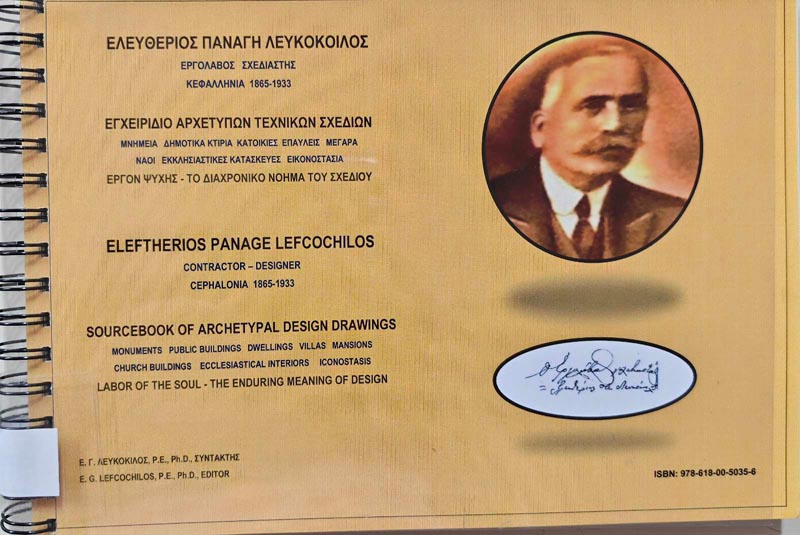 ΕΛΕΥΘΕΡΙΟΣ ΠΑΝΑΓΗ ΛΕΥΚΟΚΟΙΛΟΣ
ΕΡΓΟΛΑΒΟΣ ΣΧΕΔΙΑΣΤΗΣ
ΚΕΦΑΛΛΗΝΙΑ 1865-1933
ΕΓΧΕΙΡΙΔΙΟ ΑΡΧΕΤΥΠΩΝ ΤΕΧΝΙΚΩΝ ΣΧΕΔΙΩΝ
ΜΝΗΜΕΙΑ ΔΗΜΟΤΙΚΑ ΚΤΙΡΙΑ ΚΑΤΟΙΚΙΕΣ ΕΠΑΥΛΕΙΣ ΜΕΓΑΡΑ
ΝΑΟΙ ΕΚΚΛΗΣΙΑΣΤΙΚΕΣ ΚΑΤΑΣΚΕΥΕΣ ΕΙΚΟΝΟΣΤΑΣΙΑ
ΕΡΓΟΝ ΨΥΧΗΣ - ΤΟ ΔΙΑΧΡΟΝΙΚΟ ΝΟΗΜΑ ΤΟΥ ΣΧΕΔΙΟΥ
ELEFTHERIOS PANAGE LEFCOCHILOS
CONTRACTOR – DESIGNER
CEPHALONIA 1865-1933
SOURCEBOOK OF ARCHETYPAL DESIGN DRAWINGS
MONUMENTS PUBLIC BUILDINGS DWELLINGS VILLAS MANSIONS
CHURCH BUILDINGS ECCLESIASTICAL INTERIORS ICONOSTASIS
LABOR OF THE SOUL - THE ENDURING MEANING OF DESIGN
Ε. Γ. ΛΕΥΚΟΚΙΛΟΣ, P.E., Ph.D., ΣΥΝΤΑΚΤΗΣ
E. G. LEFCOCHILOS, P.E., Ph.D., EDITOR
ISBN: 978-618-00-5035-6